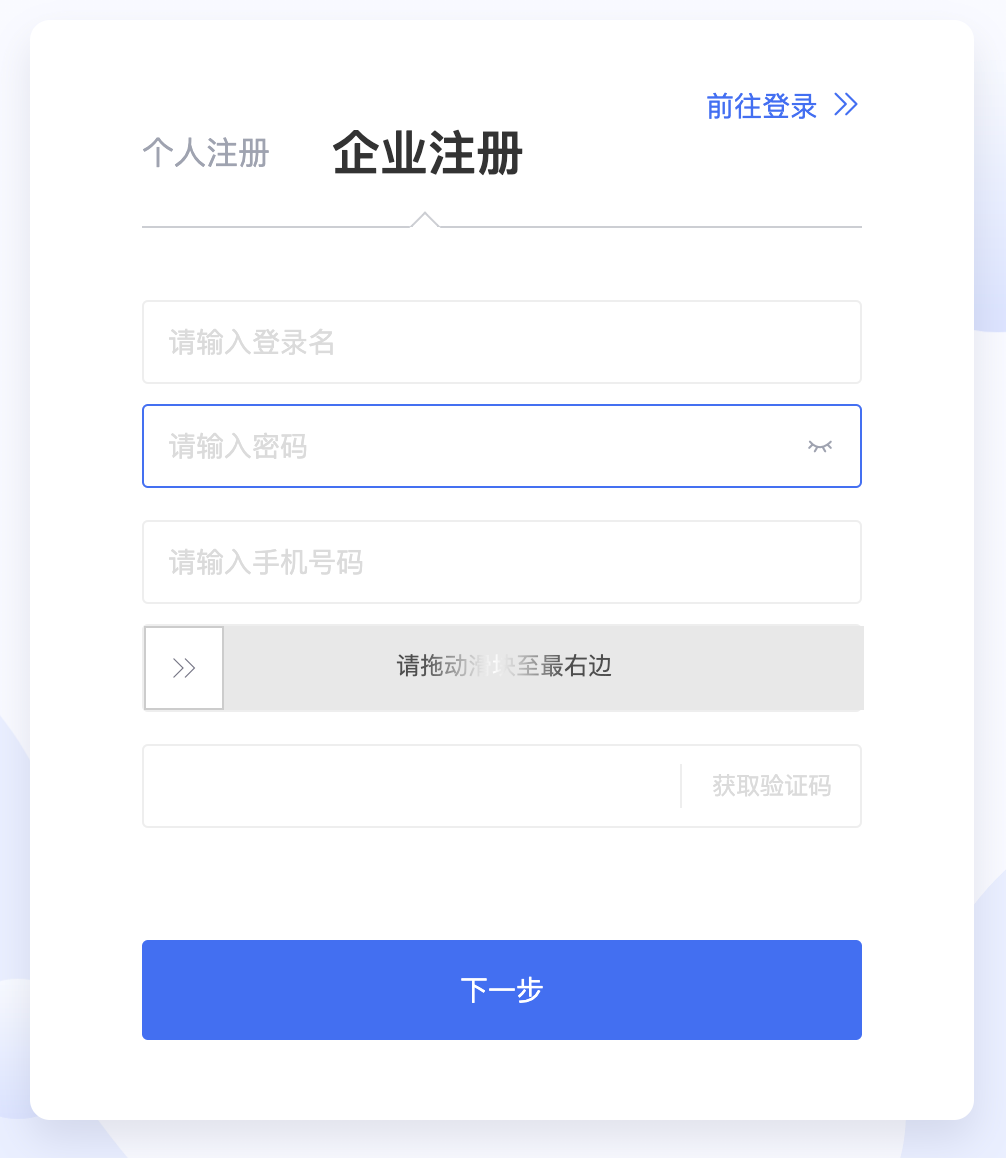 前往登录
个人注册 企业注册
请输入登录名
请输入密码
请输入手机号码
请拖动滑块至最右边
获取验证码
下一步